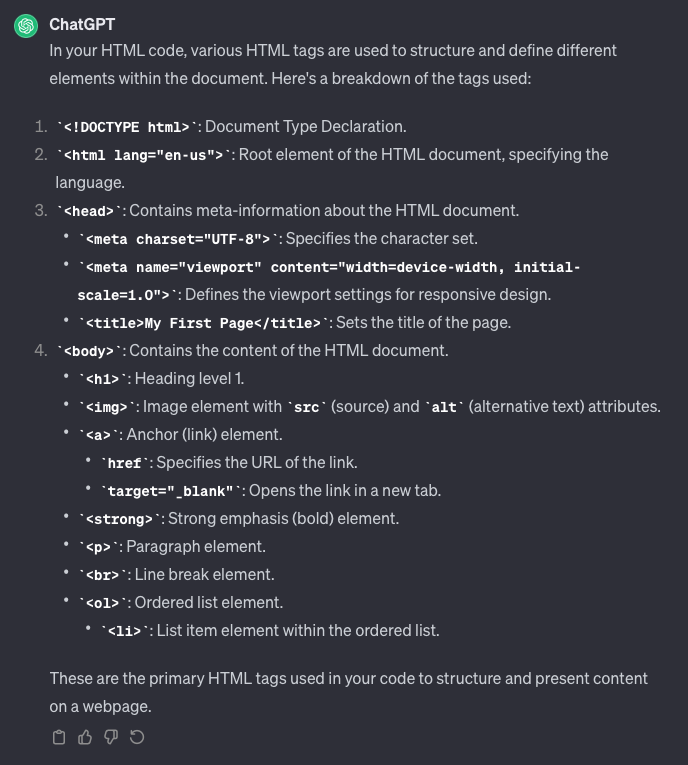 ChatGPT
In your HTML code, various HTML tags are used to structure and define different
elements within the document. Here's a breakdown of the tags used:
1. `<!DOCTYPE html>`: Document Type Declaration.
2. `<html lang="en-us">`: Root element of the HTML document, specifying the
language.
3. `<head>`: Contains meta-information about the HTML document.
• `<meta charset="UTF-8">`: Specifies the character set.
• `<meta name="viewport" content="width=device-width, initial-
scale=1.0">`: Defines the viewport settings for responsive design.
• `<title>My First Page</title>`: Sets the title of the page.
4. `<body>`: Contains the content of the HTML document.
• `<h1>`: Heading level 1.
• `<img>`: Image element with `src` (source) and `alt` (alternative text) attributes.
• `<a>`: Anchor (link) element.
• `href`: Specifies the URL of the link.
• `target="_blank"`: Opens the link in a new tab.
• `<strong>`: Strong emphasis (bold) element.
• `<p>`: Paragraph element.
• `<br>`: Line break element.
• `<ol>`: Ordered list element.
• `<li>`: List item element within the ordered list.
These are the primary HTML tags used in your code to structure and present content
on a webpage.